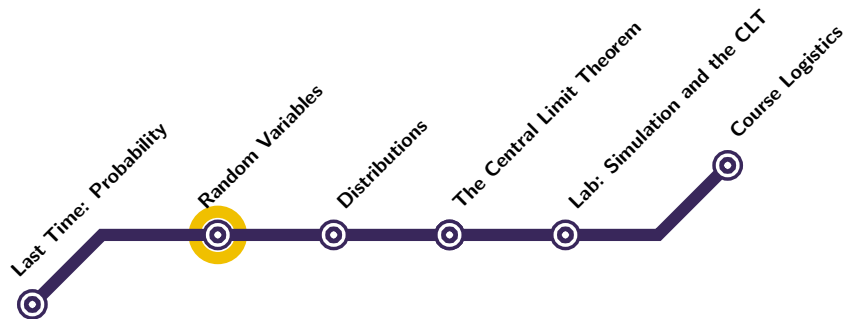 Last Time: Probability
Random Variables
Distributions
The Central Limit Theorem
Lab: Simulation and the CLT
Course Logistics